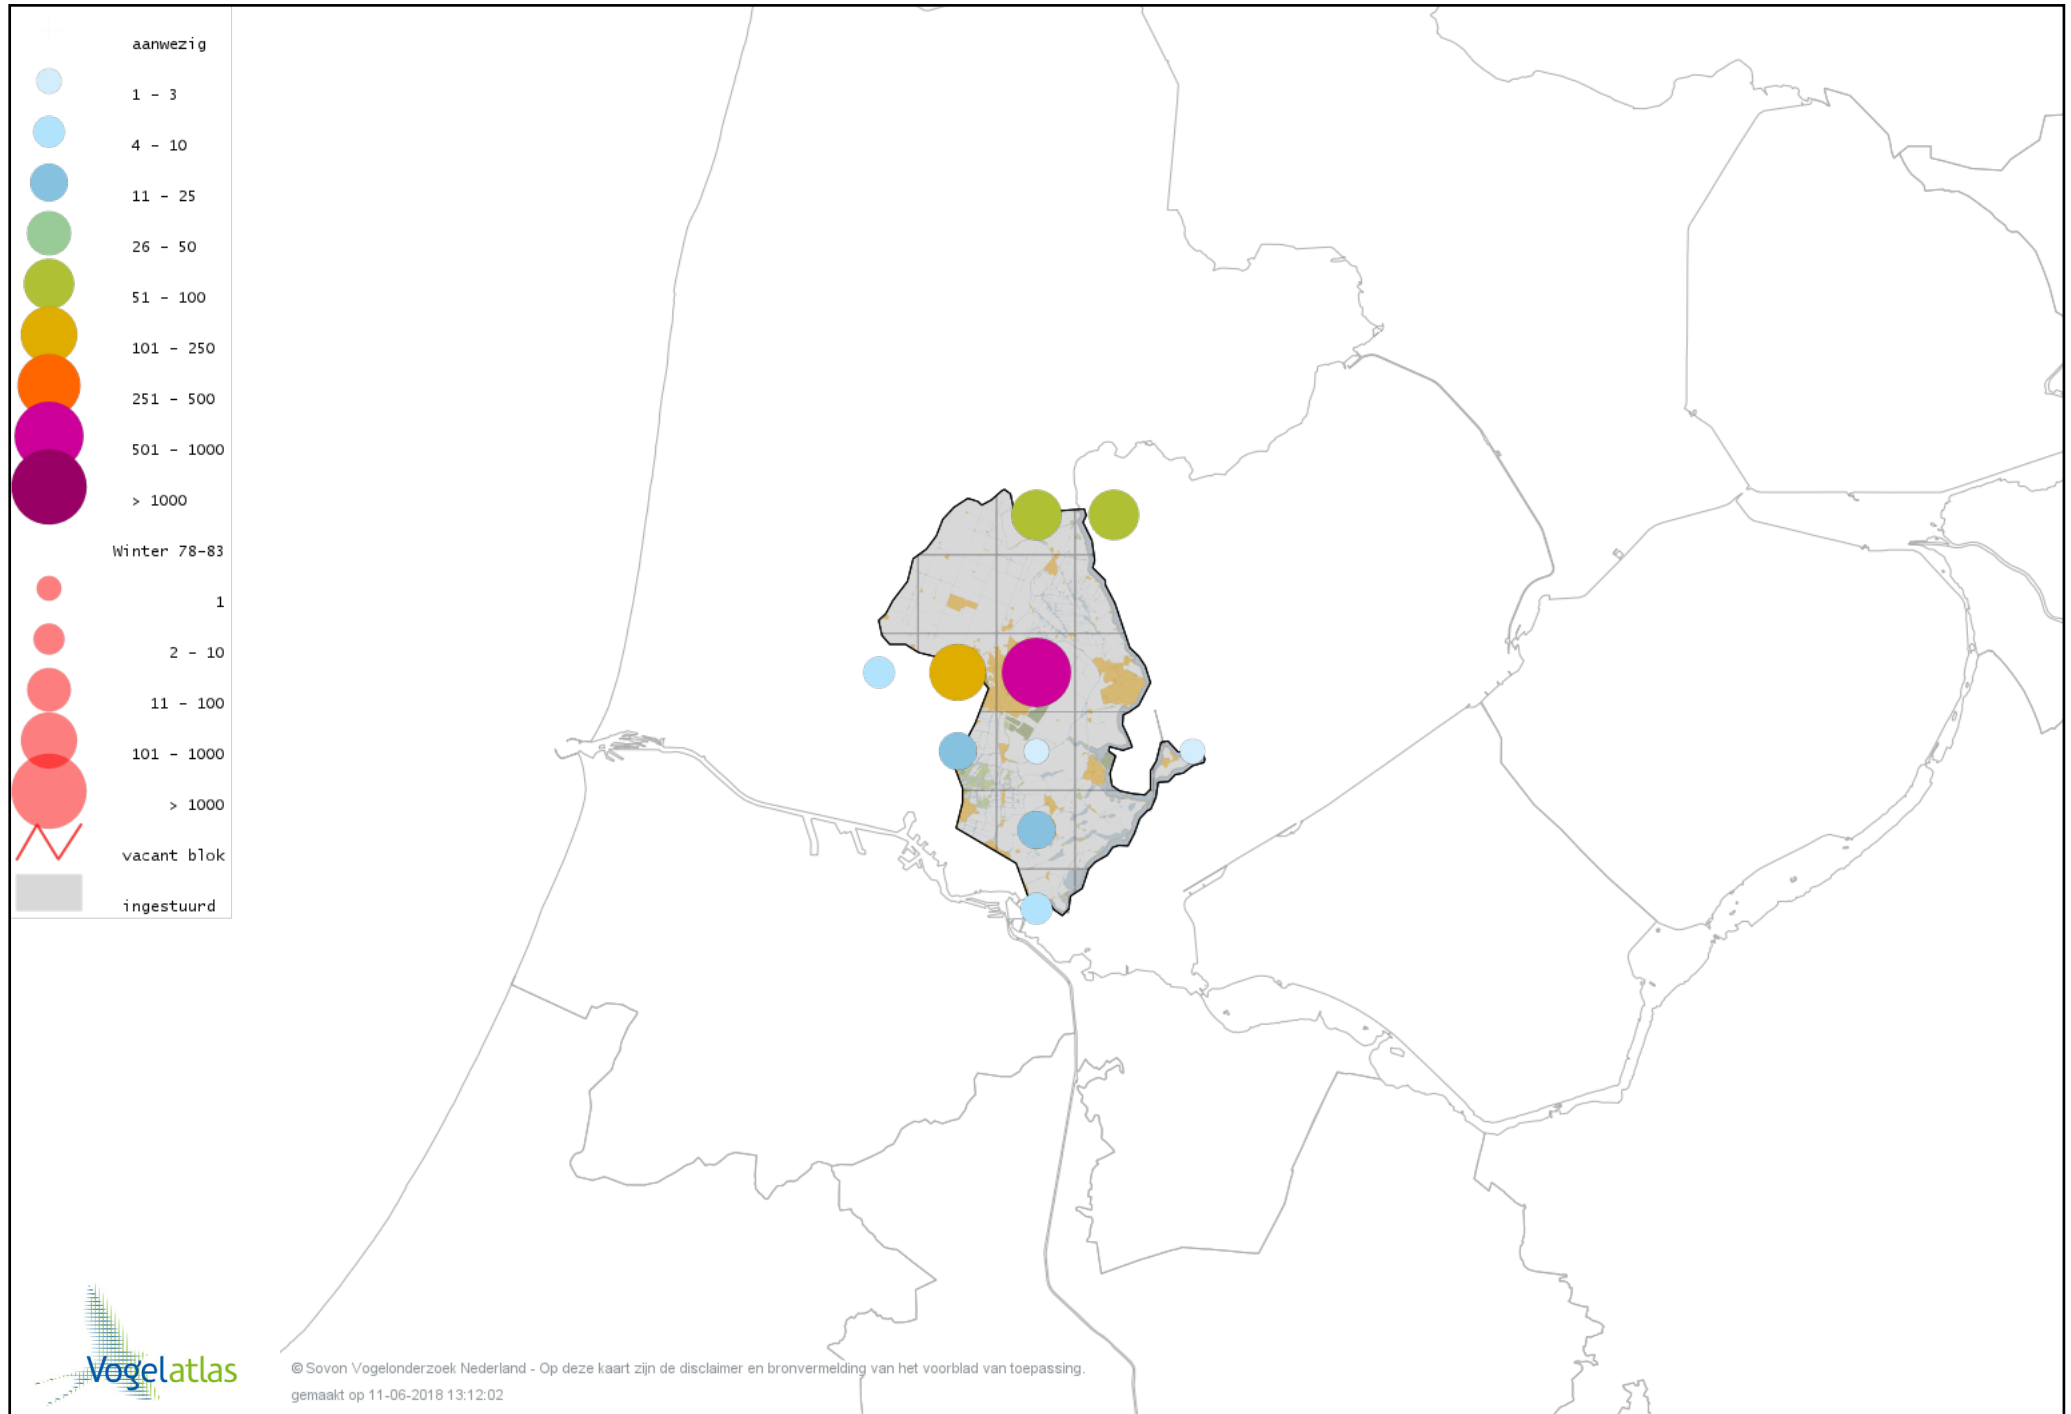 aanwezig
1 - 3
4 - 10
11 - 25
26 - 50
51 - 100
101 - 250
251 - 500
501 - 1000
> 1000
Winter 78-83
1
2 - 10
11 - 100
101 - 1000
> 1000
vacant blok
ingestuurd
Vogelatlas
© Sovon Vogelonderzoek Nederland - Op deze kaart zijn de disclaimer en bronvermelding van het voorblad van toepassing.
gemaakt op 11-06-2018 13:12:02